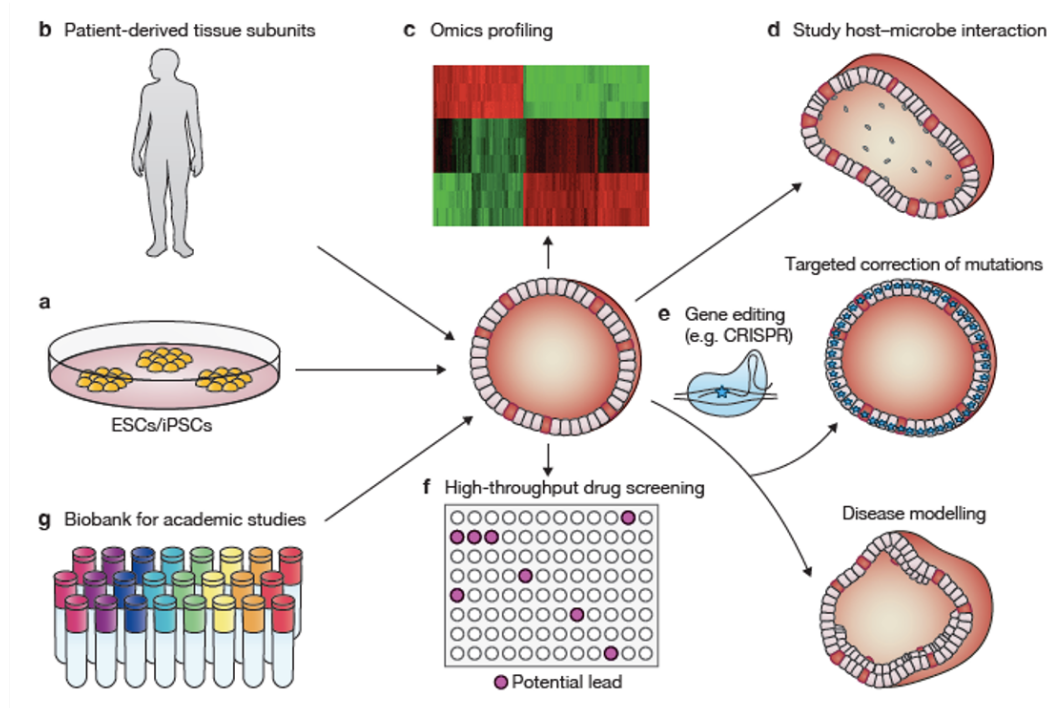 b Patient-derived tissue subunits
c Omics profiling
d Study host–microbe interaction
a
ESCs/iPSCs
Targeted correction of mutations
e Gene editing
(e.g. CRISPR)
g Biobank for academic studies
f High-throughput drug screening
Potential lead
Disease modelling